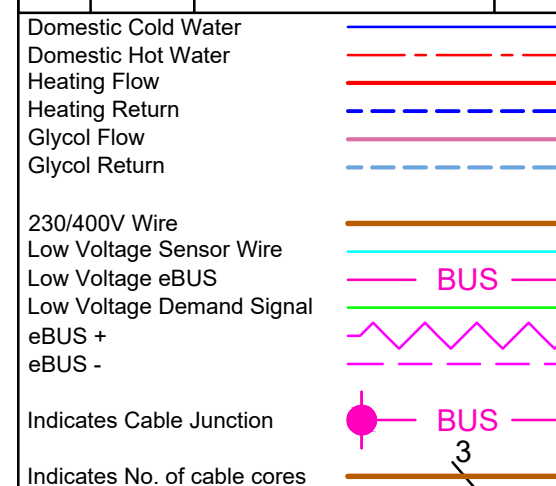 Domestic Cold Water
Domestic Hot Water
Heating Flow
Heating Return
Glycol Flow
Glycol Return
230/400V Wire
Low Voltage Sensor Wire
Low Voltage eBUS BUS
Low Voltage Demand Signal
eBUS +
eBUS -
Indicates Cable Junction BUS
3
Indicates No. of cable cores